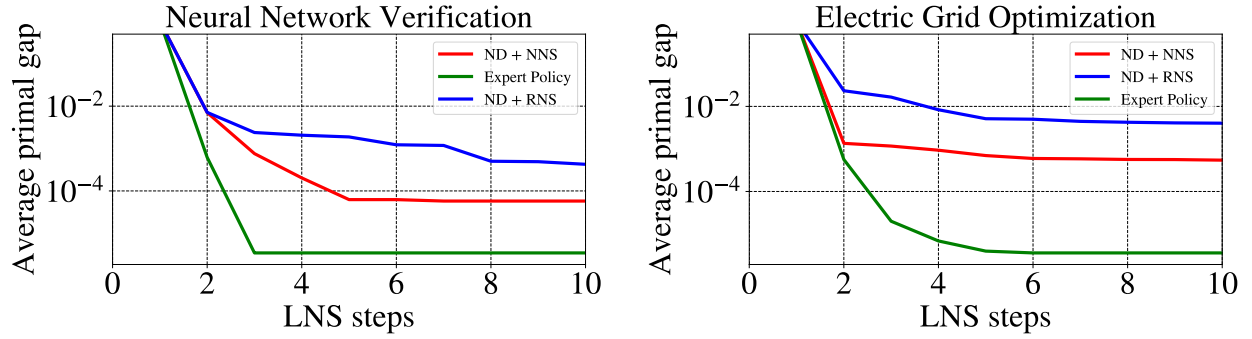 Neural Network Verification
Average primal gap
10⁻²
10⁻⁴
ND + NNS
Expert Policy
ND + RNS
0 2 4 6 8 10
LNS steps
Electric Grid Optimization
Average primal gap
10⁻²
10⁻⁴
ND + NNS
ND + RNS
Expert Policy
0 2 4 6 8 10
LNS steps